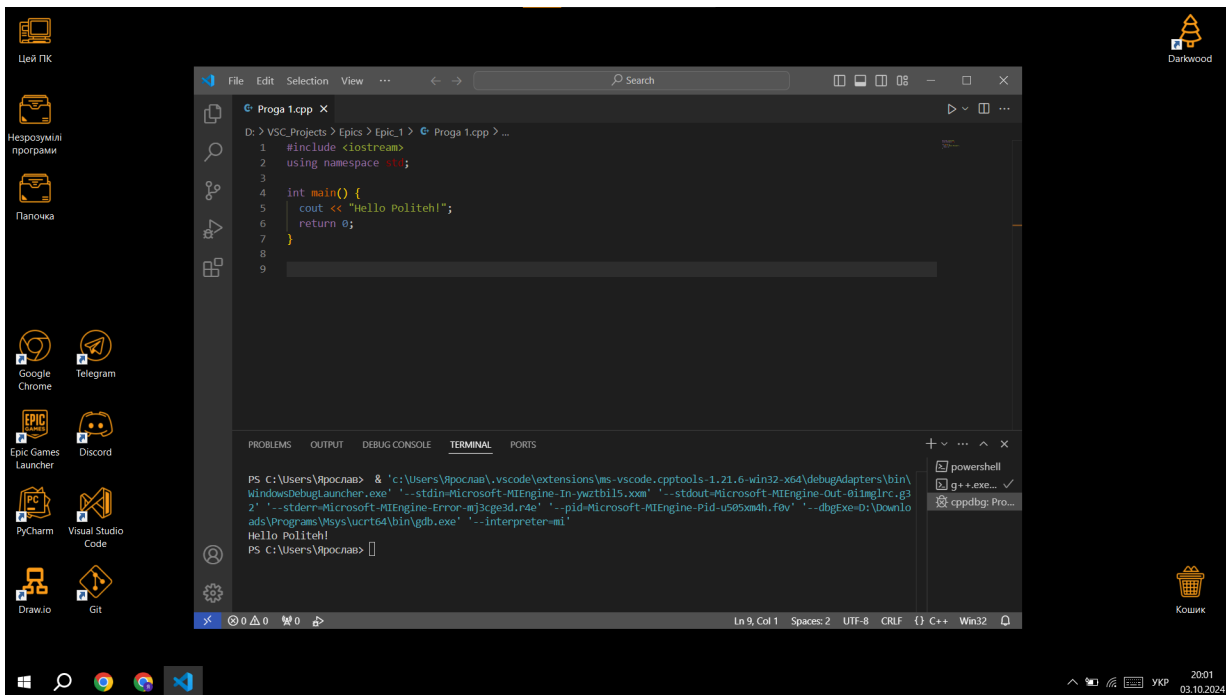 Цей ПК
Незрозумілі
програми
Папочка
Google
Chrome
Telegram
EPIC
GAMES
Epic Games
Launcher
Discord
PC
PyCharm
Visual Studio
Code
Draw.io
Git
Darkwood
Кошик
File Edit Selection View ··· ← → Search
Proga 1.cpp
D: > VSC_Projects > Epics > Epic_1 > Proga 1.cpp > ...
1 #include <iostream>
2 using namespace std;
3
4 int main() {
5 cout << "Hello Politeh!";
6 return 0;
7 }
8
9
PROBLEMS OUTPUT DEBUG CONSOLE TERMINAL PORTS
PS C:\Users\Ярослав> & 'c:\Users\Ярослав\.vscode\extensions\ms-vscode.cpptools-1.21.6-win32-x64\debugAdapters\bin\
WindowsDebugLauncher.exe' '--stdin=Microsoft-MIEngine-In-ywztbil5.xxm' '--stdout=Microsoft-MIEngine-Out-0i1mglrc.g3
2' '--stderr=Microsoft-MIEngine-Error-mj3cge3d.r4e' '--pid=Microsoft-MIEngine-Pid-u505xm4h.f0v' '--dbgExe=D:\Downlo
ads\Programs\Msys\ucrt64\bin\gdb.exe' '--interpreter=mi'
Hello Politeh!
PS C:\Users\Ярослав>
powershell
g++.exe...
cppdbg: Pro...
0 0 0
Ln 9, Col 1 Spaces: 2 UTF-8 CRLF {} C++ Win32
УКР
20:01
03.10.2024